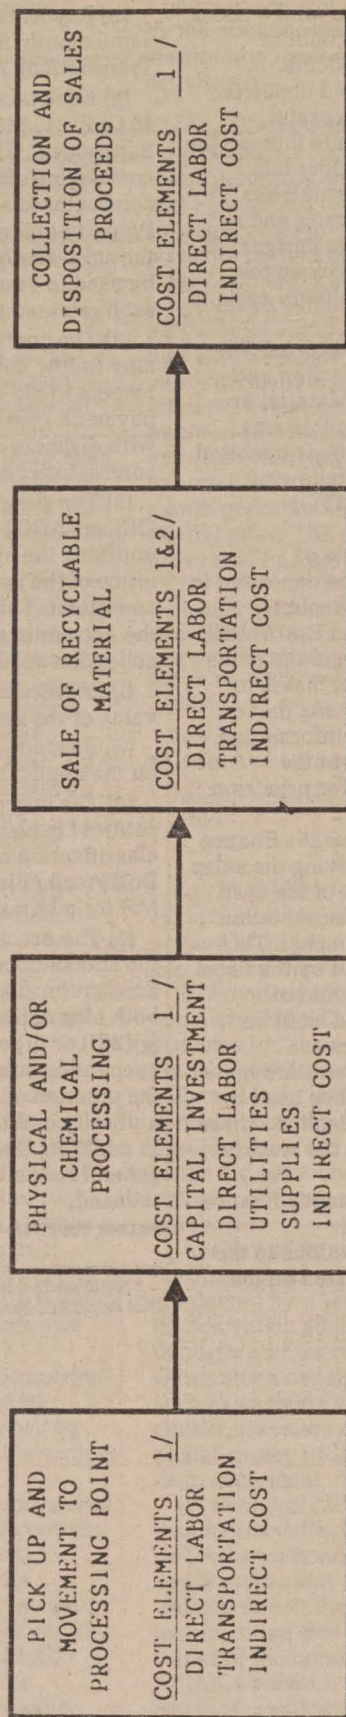 PICK UP AND
MOVEMENT TO
PROCESSING POINT
COST ELEMENTS 1/
DIRECT LABOR
TRANSPORTATION
INDIRECT COST
PHYSICAL AND/OR
CHEMICAL
PROCESSING
COST ELEMENTS 1/
CAPITAL INVESTMENT
DIRECT LABOR
UTILITIES
SUPPLIES
INDIRECT COST
SALE OF RECYCLABLE
MATERIAL
COST ELEMENTS 1&2/
DIRECT LABOR
TRANSPORTATION
INDIRECT COST
COLLECTION AND
DISPOSITION OF SALES
PROCEEDS
COST ELEMENTS 1/
DIRECT LABOR
INDIRECT COST